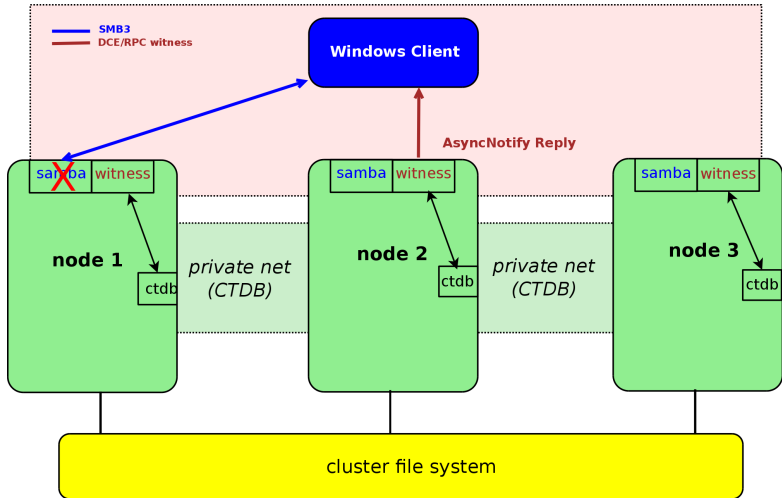 SMB3
DCE/RPC witness
Windows Client
AsyncNotify Reply
samba witness
samba witness
samba witness
node 1
node 2
node 3
private net
(CTDB)
private net
(CTDB)
ctdb
ctdb
ctdb
cluster file system